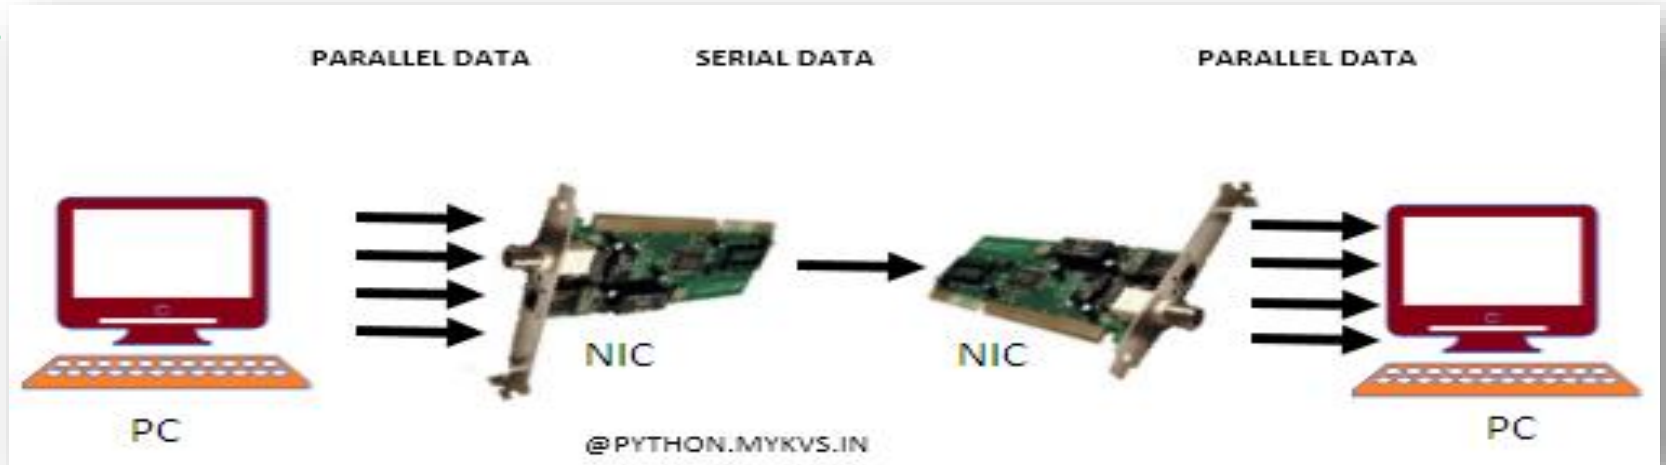 PARALLEL DATA SERIAL DATA PARALLEL DATA
NIC NIC
PC PC
@PYTHON.MYKVS.IN